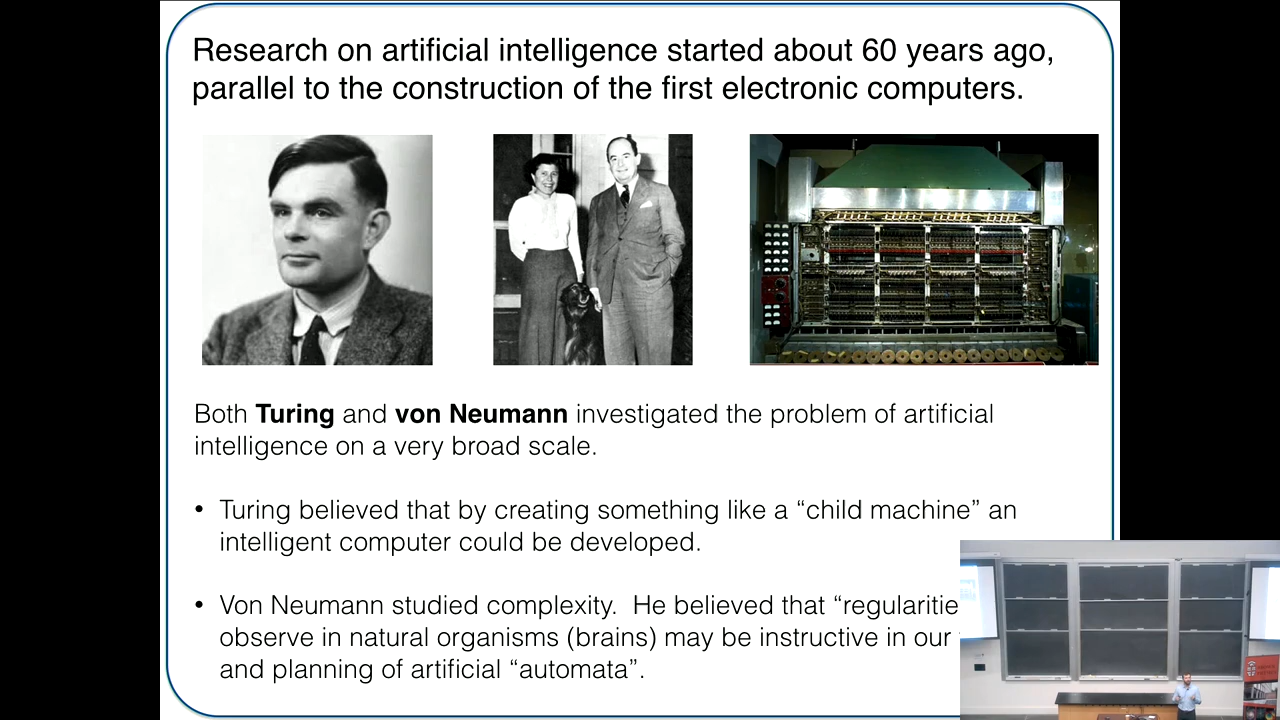 Research on artificial intelligence started about 60 years ago,
parallel to the construction of the first electronic computers.
Both Turing and von Neumann investigated the problem of artificial
intelligence on a very broad scale.
• Turing believed that by creating something like a “child machine” an
intelligent computer could be developed.
• Von Neumann studied complexity.  He believed that
observe in natural organisms (brains) may be instructive in our
and planning of artificial “automata”.